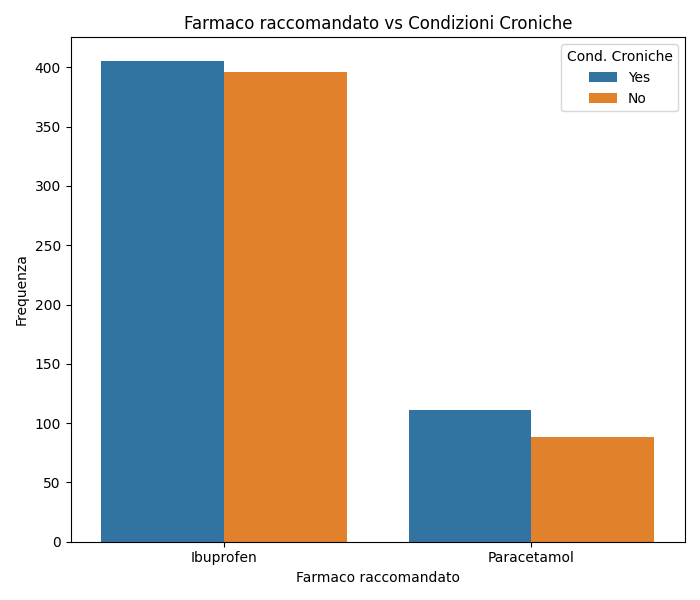 Farmaco raccomandato vs Condizioni Croniche
Cond. Croniche
Yes
No
400
350
300
250
200
150
100
50
0
Frequenza
Ibuprofen
Paracetamol
Farmaco raccomandato